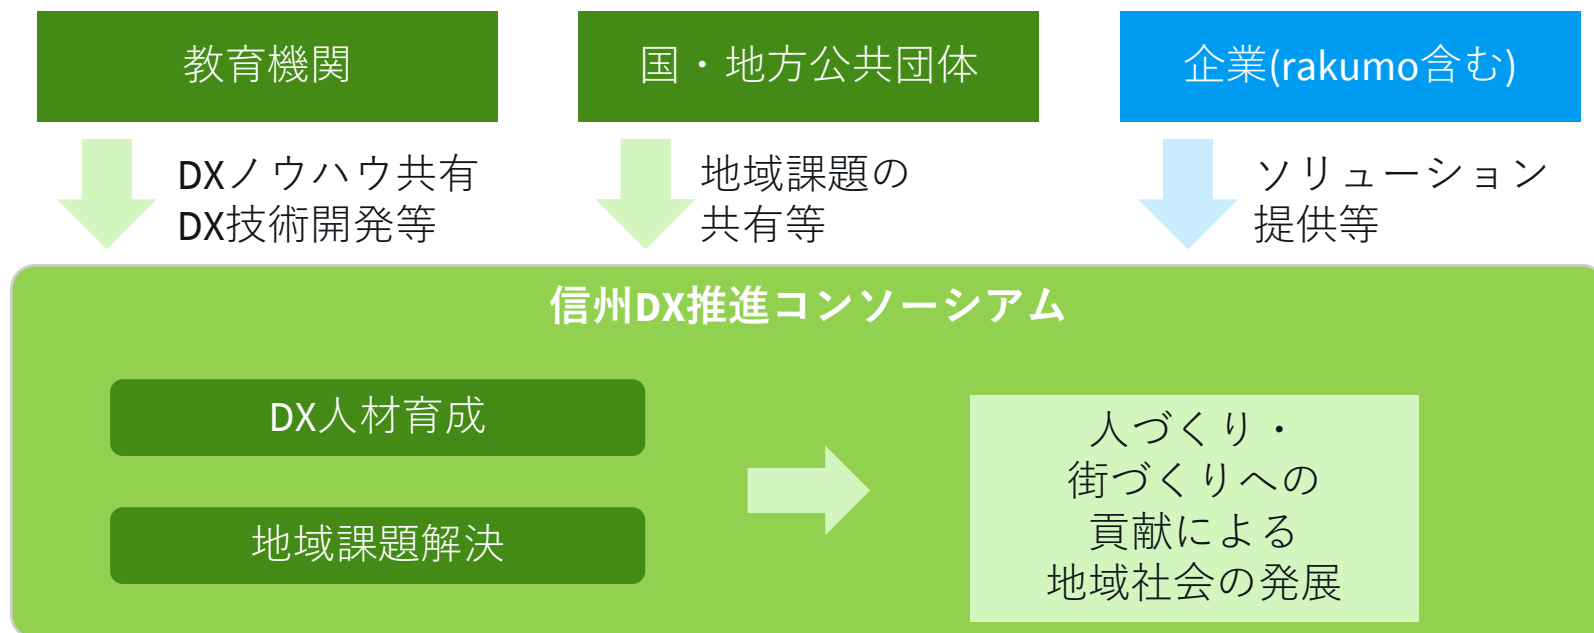 教育機関
国・地方公共団体
企業(rakumo含む)
DXノウハウ共有
DX技術開発等
地域課題の
共有等
ソリューション
提供等
信州DX推進コンソーシアム
DX人材育成
地域課題解決
人づくり・
街づくりへの
貢献による
地域社会の発展